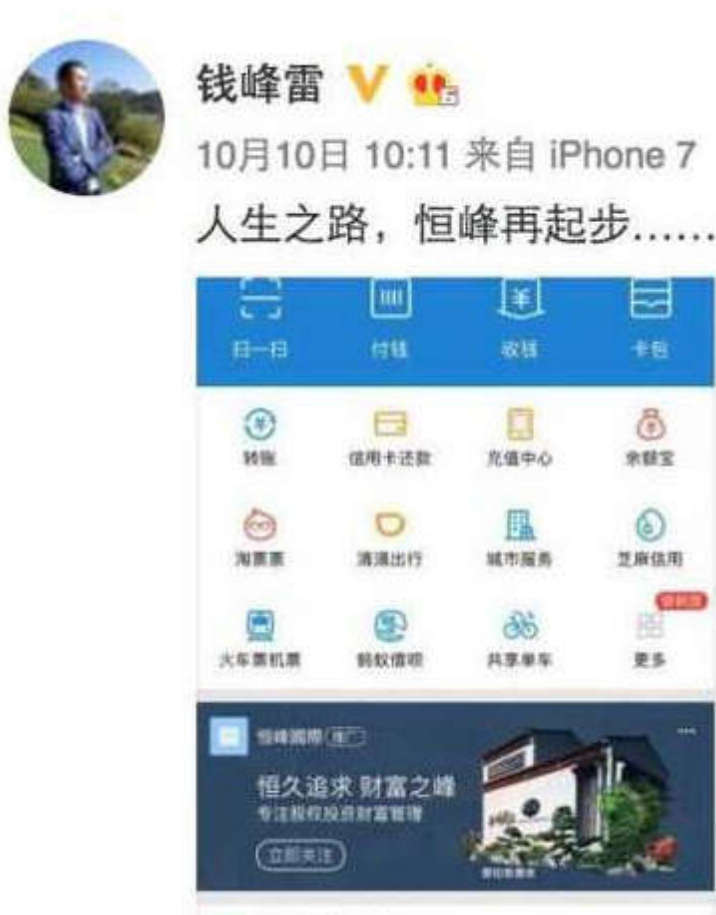 钱峰雷
10月10日 10:11 来自 iPhone 7
人生之路，恒峰再起步……
扫一扫 付钱 收钱 卡包
转账 信用卡还款 充值中心 余额宝
淘票票 滴滴出行 城市服务 芝麻信用
火车票机票 蚂蚁借呗 共享单车 更多
恒峰國際 推广
恒久追求 财富之峰
专注股权投资财富管理
立即关注